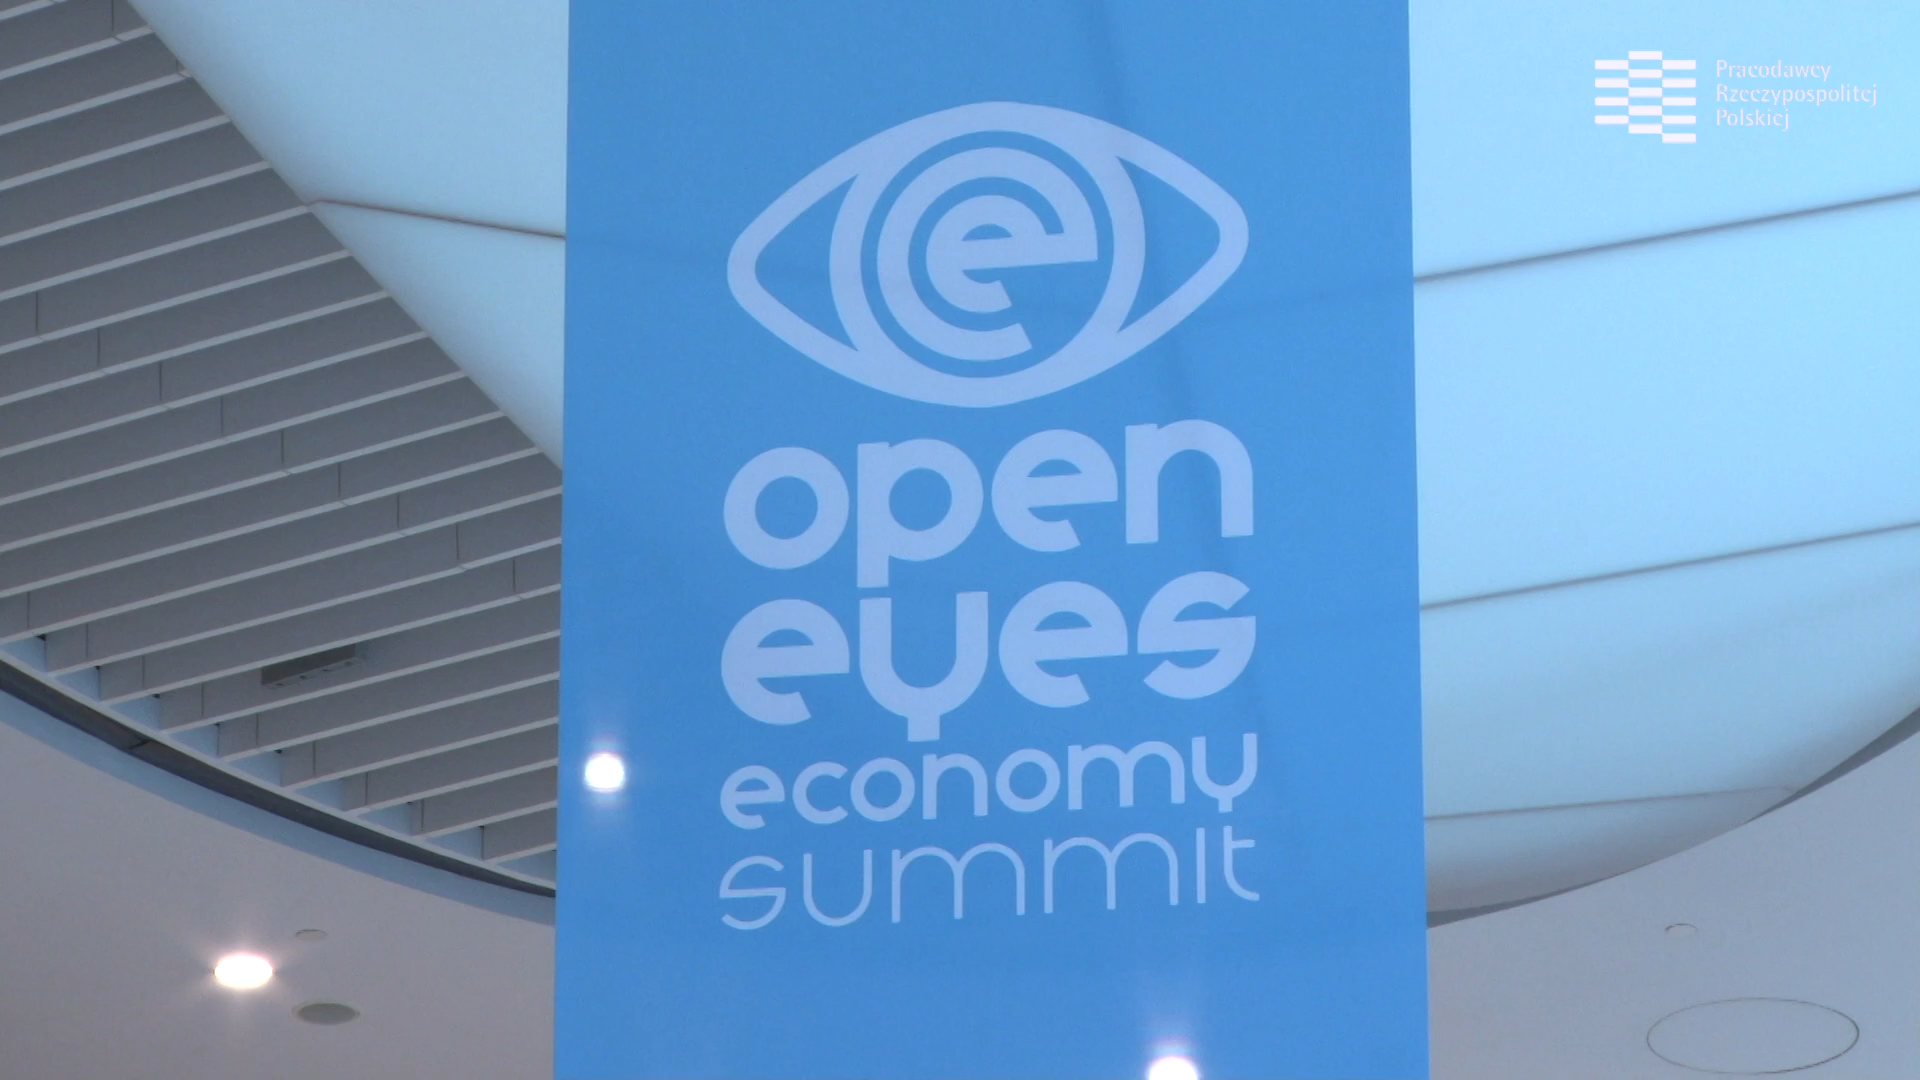 Pracodawcy
Rzeczypospolitej
Polskiej
e
open
eyes
economy
summit